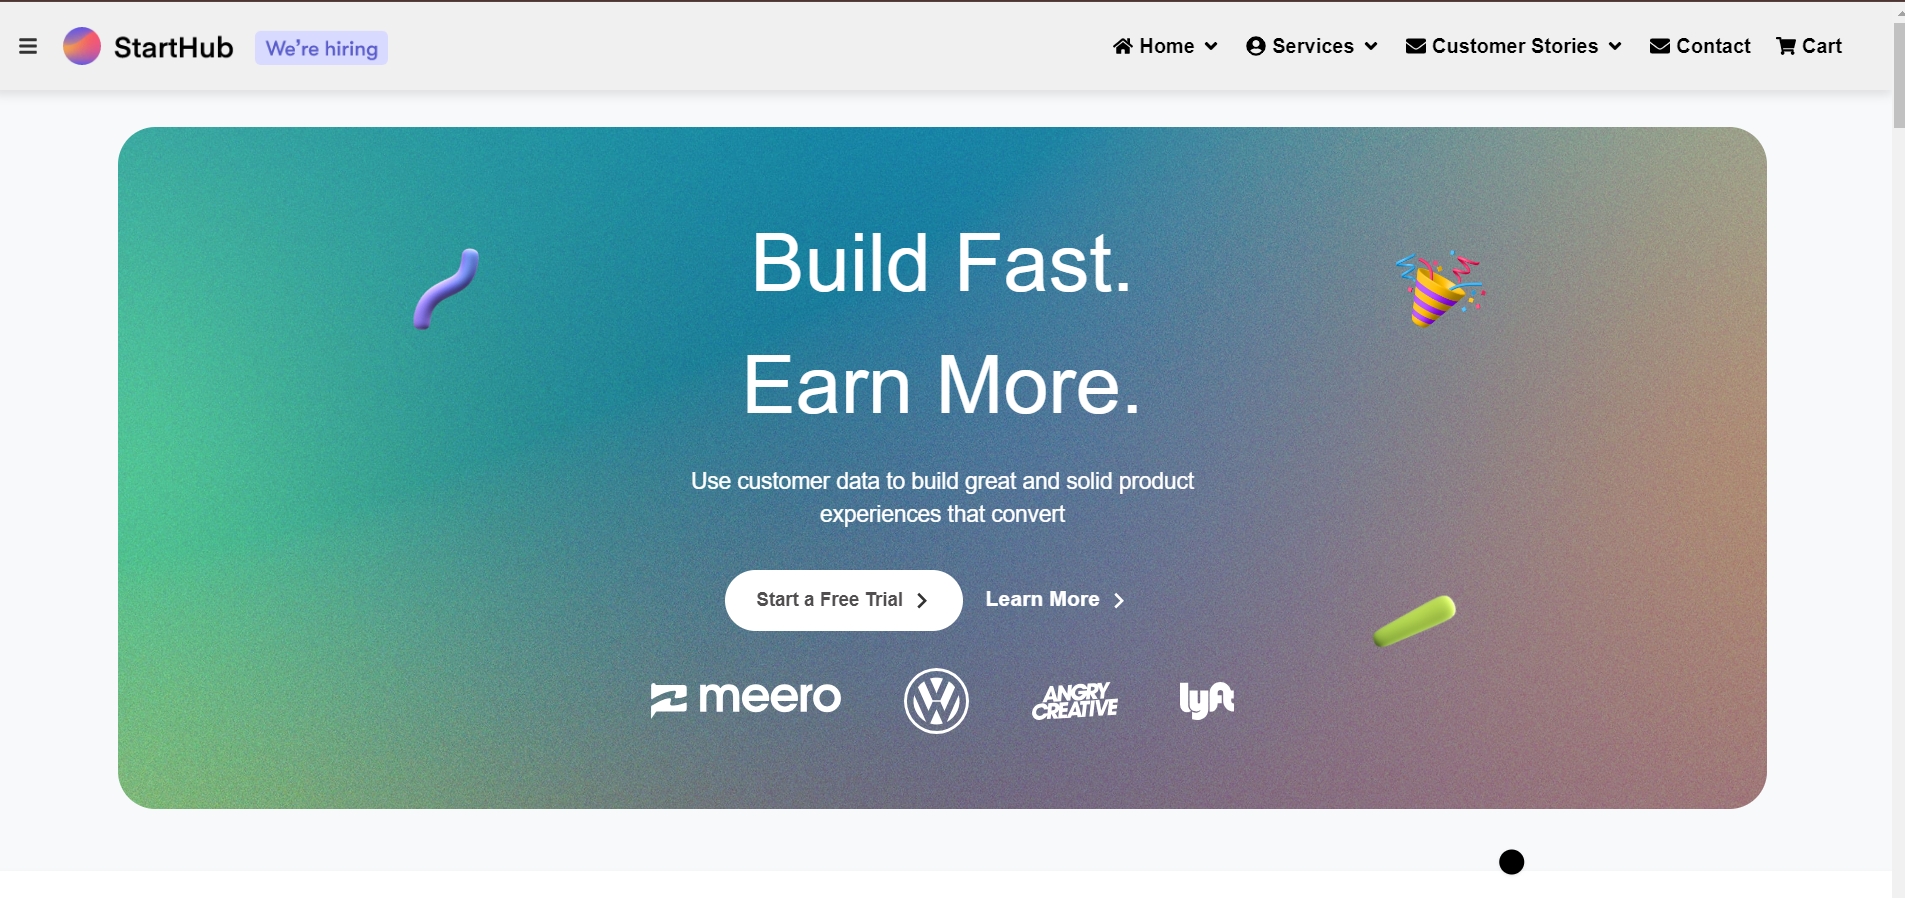 StartHub
We're hiring
Home
Services
Customer Stories
Contact
Cart
Build Fast.
Earn More.
Use customer data to build great and solid product
experiences that convert
Start a Free Trial
Learn More
meero
ANGRY
CREATIVE
lyft